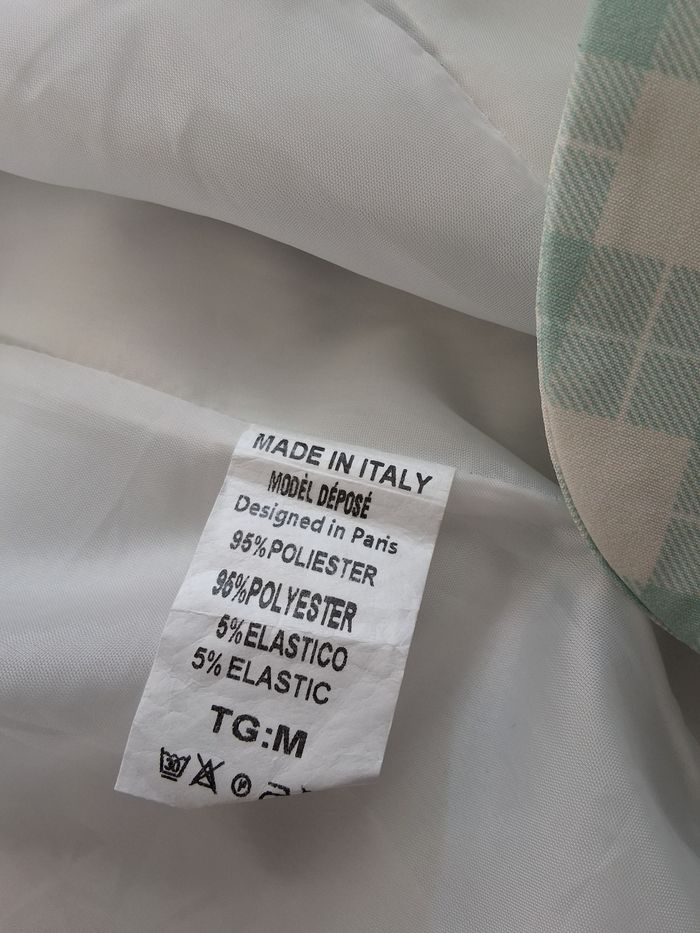 MADE IN ITALY
MODÈL DÉPOSÉ
Designed in Paris
95%POLIESTER
95%POLYESTER
5%ELASTICO
5%ELASTIC
TG:M
30
P